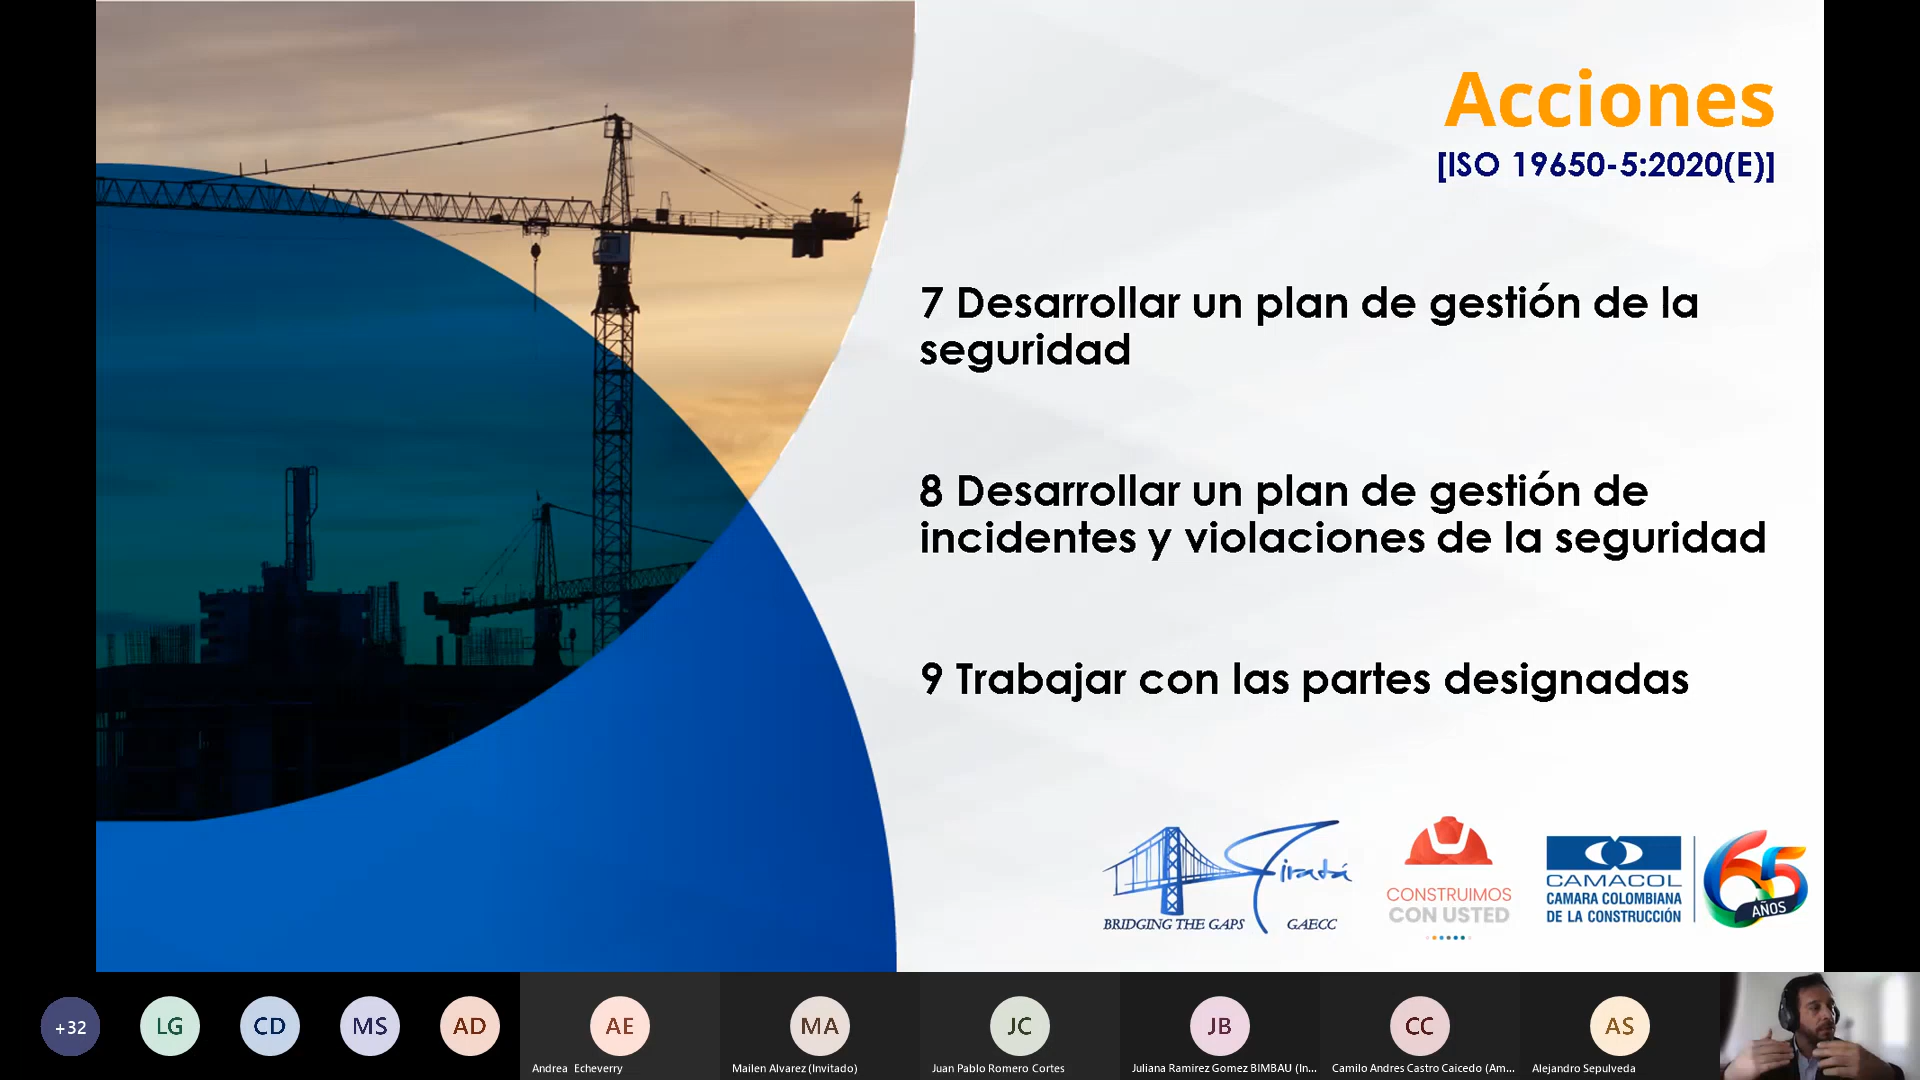 Acciones
[ISO 19650-5:2020(E)]
7 Desarrollar un plan de gestión de la
seguridad
8 Desarrollar un plan de gestión de
incidentes y violaciones de la seguridad
9 Trabajar con las partes designadas
Firatá
BRIDGING THE GAPS GAECC
CONSTRUIMOS
CON USTED
CAMACOL
CAMARA COLOMBIANA
DE LA CONSTRUCCIÓN
65
AÑOS
+32
LG
CD
MS
AD
AE
MA
JC
JB
CC
AS
Andrea Echeverry
Mailen Alvarez (Invitado)
Juan Pablo Romero Cortes
Juliana Ramirez Gomez BIMBAU (In...
Camilo Andres Castro Caicedo (Am...
Alejandro Sepulveda